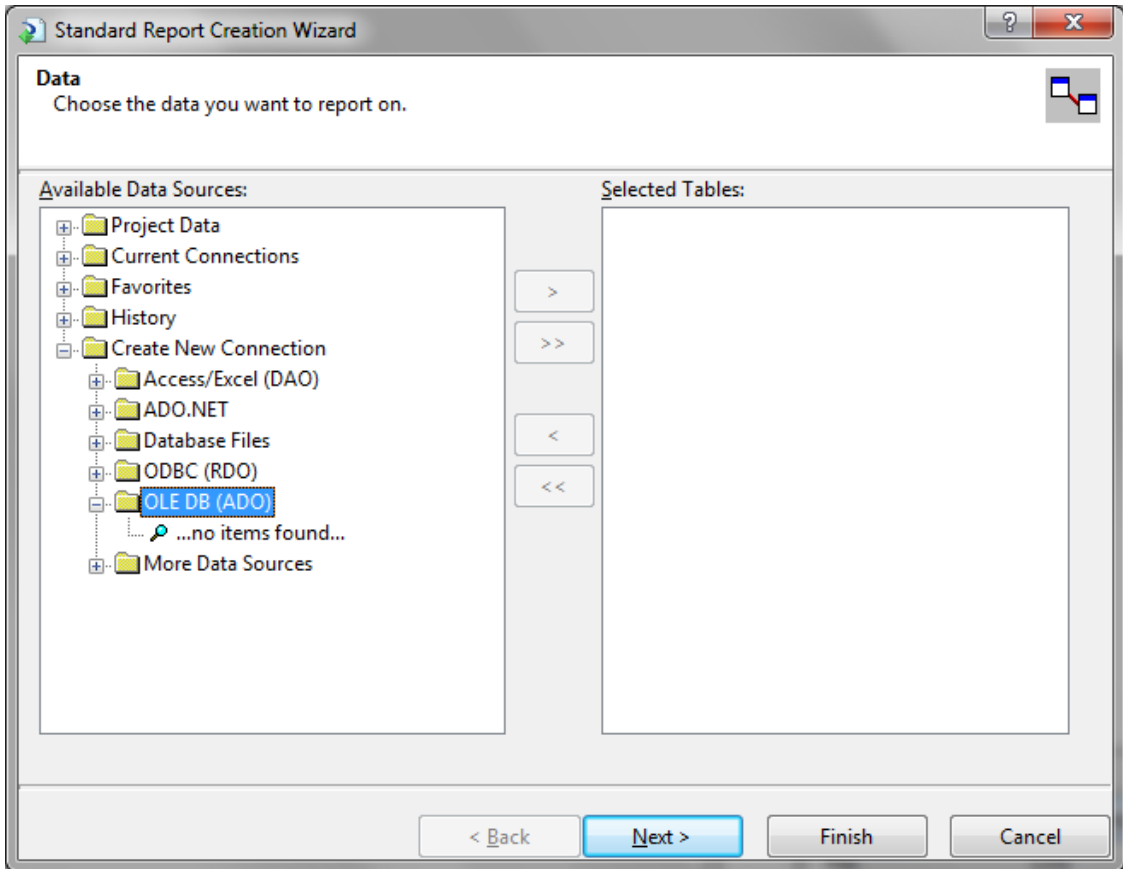 Standard Report Creation Wizard
?
Data
Choose the data you want to report on.
Available Data Sources:
Selected Tables:
Project Data
Current Connections
Favorites
History
Create New Connection
Access/Excel (DAO)
ADO.NET
Database Files
ODBC (RDO)
OLE DB (ADO)
...no items found...
More Data Sources
>
>>
<
<<
< Back
Next >
Finish
Cancel